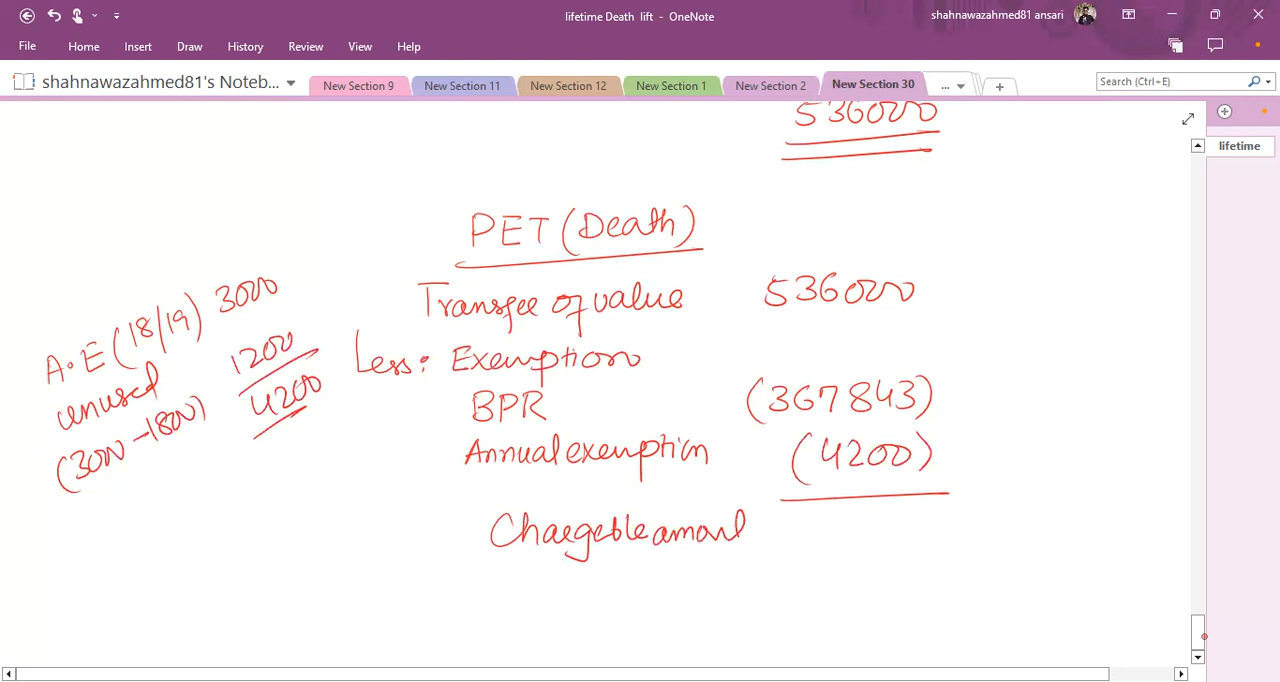 lifetime Death lift - OneNote
shahnawazahmed81 ansari
File Home Insert Draw History Review View Help
shahnawazahmed81's Noteb...
New Section 9 New Section 11 New Section 12 New Section 1 New Section 2 New Section 30 ...
Search (Ctrl+E)
lifetime
536000
PET (Death)
Transfer of value 536000
Less: Exemptions
BPR (367843)
Annual exemption (4200)
Chargeable amount
A.E (18/19) 3000
unused 1200
(3000-1800) 4200